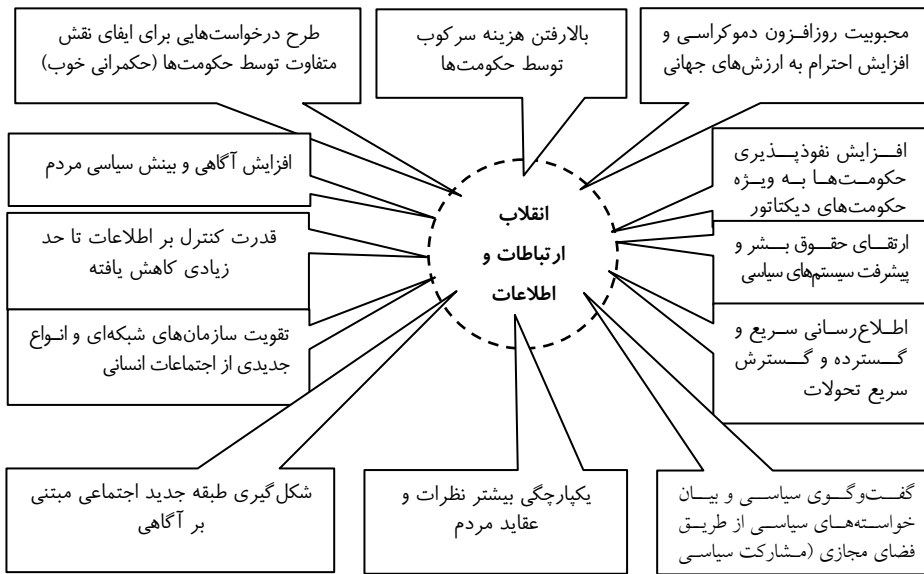 محبوبیت روزافزون دموکراسی و
افزایش احترام به ارزش‌های جهانی
بالارفتن هزینه سرکوب
توسط حکومت‌ها
طرح درخواست‌هایی برای ایفای نقش
متفاوت توسط حکومت‌ها (حکمرانی خوب)
افزایش نفوذپذیری
حکومت‌ها به ویژه
حکومت‌های دیکتاتور
افزایش آگاهی و بینش سیاسی مردم
انقلاب
ارتباطات و
اطلاعات
ارتقای حقوق بشر و
پیشرفت سیستم‌های سیاسی
قدرت کنترل بر اطلاعات تا حد
زیادی کاهش یافته
اطلاع‌رسانی سریع و
گسترده و گسترش
سریع تحولات
تقویت سازمان‌های شبکه‌ای و انواع
جدیدی از اجتماعات انسانی
گفت‌وگوی سیاسی و بیان
خواسته‌های سیاسی از طریق
فضای مجازی (مشارکت سیاسی
یکپارچگی بیشتر نظرات و
عقاید مردم
شکل‌گیری طبقه جدید اجتماعی مبتنی
بر آگاهی